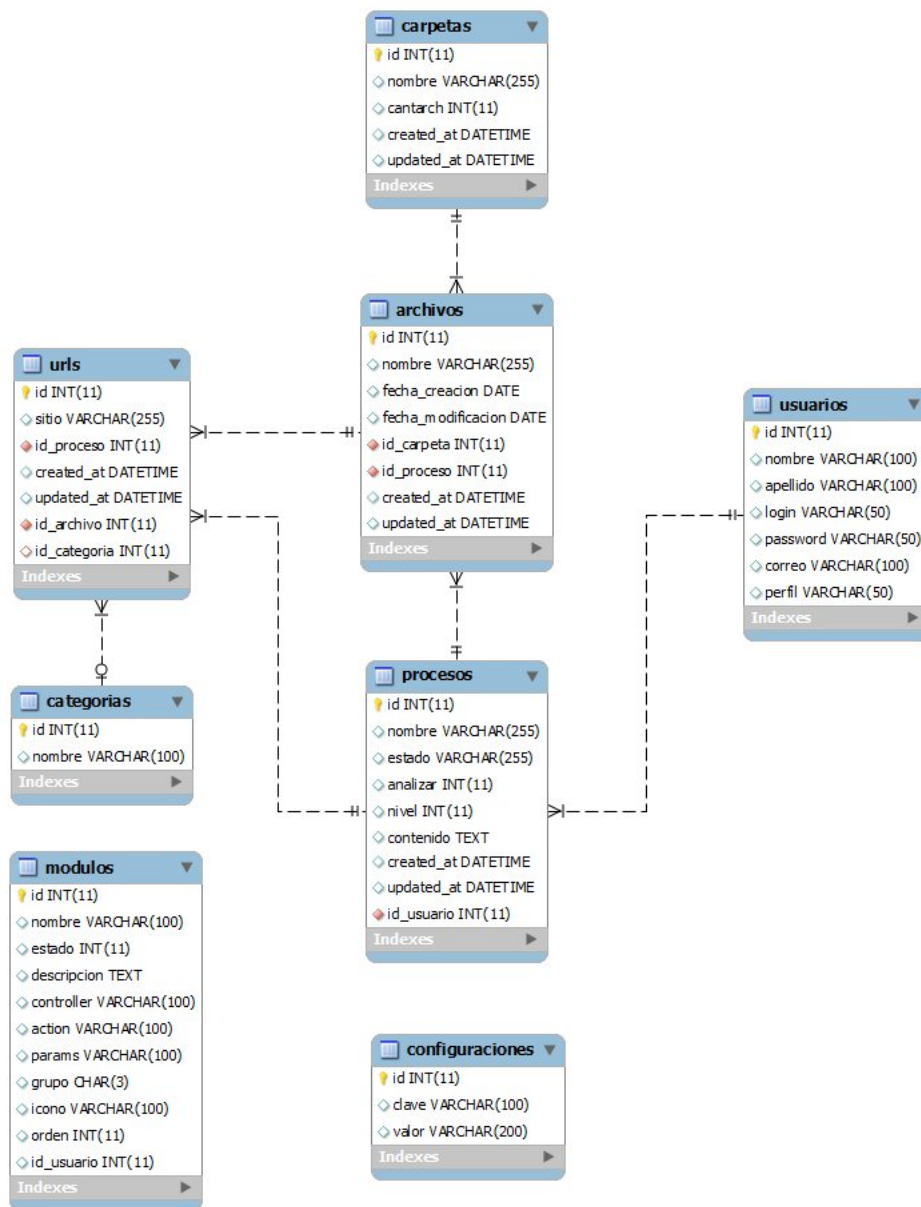 carpetas
id INT(11)
nombre VARCHAR(255)
cantarch INT(11)
created_at DATETIME
updated_at DATETIME
Indexes
archivos
id INT(11)
nombre VARCHAR(255)
fecha_creacion DATE
fecha_modificacion DATE
id_carpeta INT(11)
id_proceso INT(11)
created_at DATETIME
updated_at DATETIME
Indexes
urls
id INT(11)
sitio VARCHAR(255)
id_proceso INT(11)
created_at DATETIME
updated_at DATETIME
id_archivo INT(11)
id_categoria INT(11)
Indexes
usuarios
id INT(11)
nombre VARCHAR(100)
apellido VARCHAR(100)
login VARCHAR(50)
password VARCHAR(50)
correo VARCHAR(100)
perfil VARCHAR(50)
Indexes
categorias
id INT(11)
nombre VARCHAR(100)
Indexes
procesos
id INT(11)
nombre VARCHAR(255)
estado VARCHAR(255)
analizar INT(11)
nivel INT(11)
contenido TEXT
created_at DATETIME
updated_at DATETIME
id_usuario INT(11)
Indexes
modulos
id INT(11)
nombre VARCHAR(100)
estado INT(11)
descripcion TEXT
controller VARCHAR(100)
action VARCHAR(100)
params VARCHAR(100)
grupo CHAR(3)
icono VARCHAR(100)
orden INT(11)
id_usuario INT(11)
Indexes
configuraciones
id INT(11)
clave VARCHAR(100)
valor VARCHAR(200)
Indexes